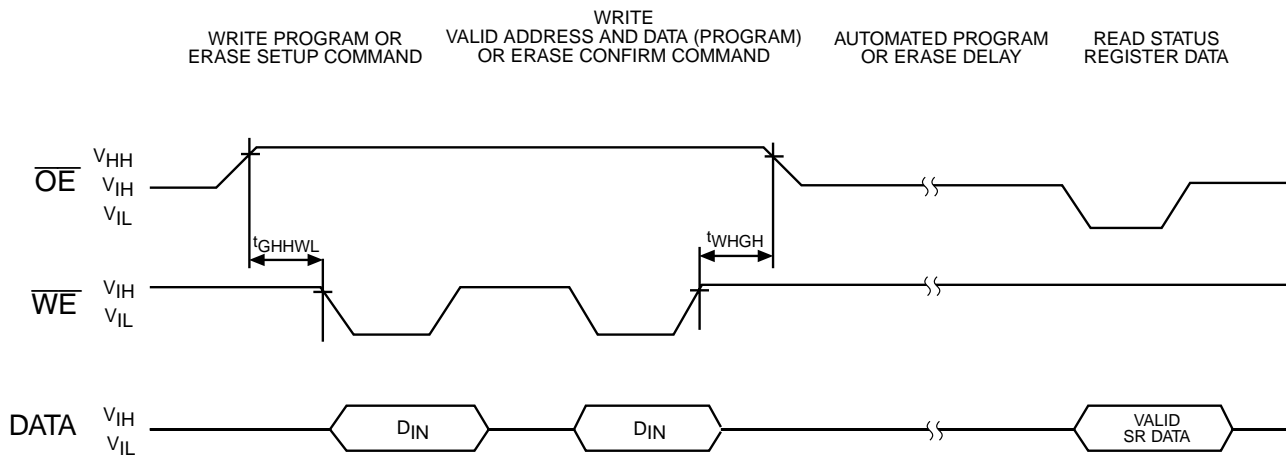 WRITE PROGRAM OR
ERASE SETUP COMMAND
WRITE
VALID ADDRESS AND DATA (PROGRAM)
OR ERASE CONFIRM COMMAND
AUTOMATED PROGRAM
OR ERASE DELAY
READ STATUS
REGISTER DATA
OE
VHH
VIH
VIL
tGHHWL
tWHGH
WE
VIH
VIL
DATA
VIH
VIL
DIN
DIN
VALID
SR DATA